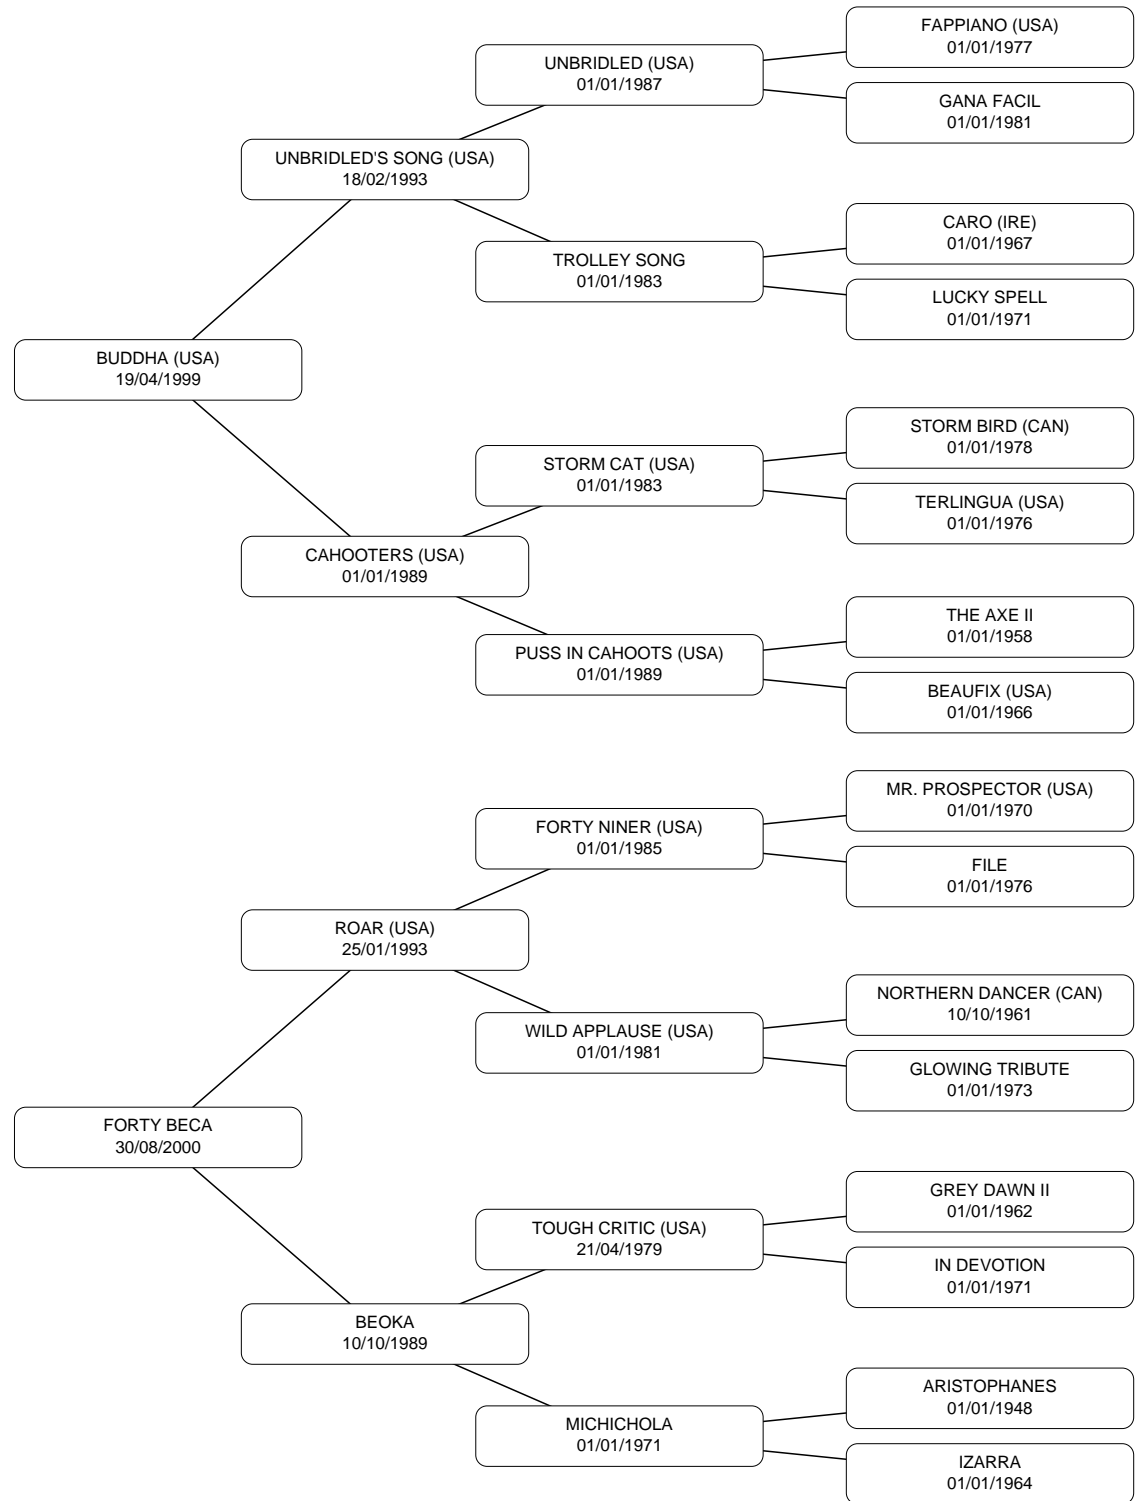 FAPPIANO (USA)
01/01/1977
UNBRIDLED (USA)
01/01/1987
GANA FACIL
01/01/1981
UNBRIDLED'S SONG (USA)
18/02/1993
CARO (IRE)
01/01/1967
TROLLEY SONG
01/01/1983
LUCKY SPELL
01/01/1971
BUDDHA (USA)
19/04/1999
STORM BIRD (CAN)
01/01/1978
STORM CAT (USA)
01/01/1983
TERLINGUA (USA)
01/01/1976
CAHOOTERS (USA)
01/01/1989
THE AXE II
01/01/1958
PUSS IN CAHOOTS (USA)
01/01/1989
BEAUFIX (USA)
01/01/1966
MR. PROSPECTOR (USA)
01/01/1970
FORTY NINER (USA)
01/01/1985
FILE
01/01/1976
ROAR (USA)
25/01/1993
NORTHERN DANCER (CAN)
10/10/1961
WILD APPLAUSE (USA)
01/01/1981
GLOWING TRIBUTE
01/01/1973
FORTY BECA
30/08/2000
GREY DAWN II
01/01/1962
TOUGH CRITIC (USA)
21/04/1979
IN DEVOTION
01/01/1971
BEOKA
10/10/1989
ARISTOPHANES
01/01/1948
MICHICHOLA
01/01/1971
IZARRA
01/01/1964